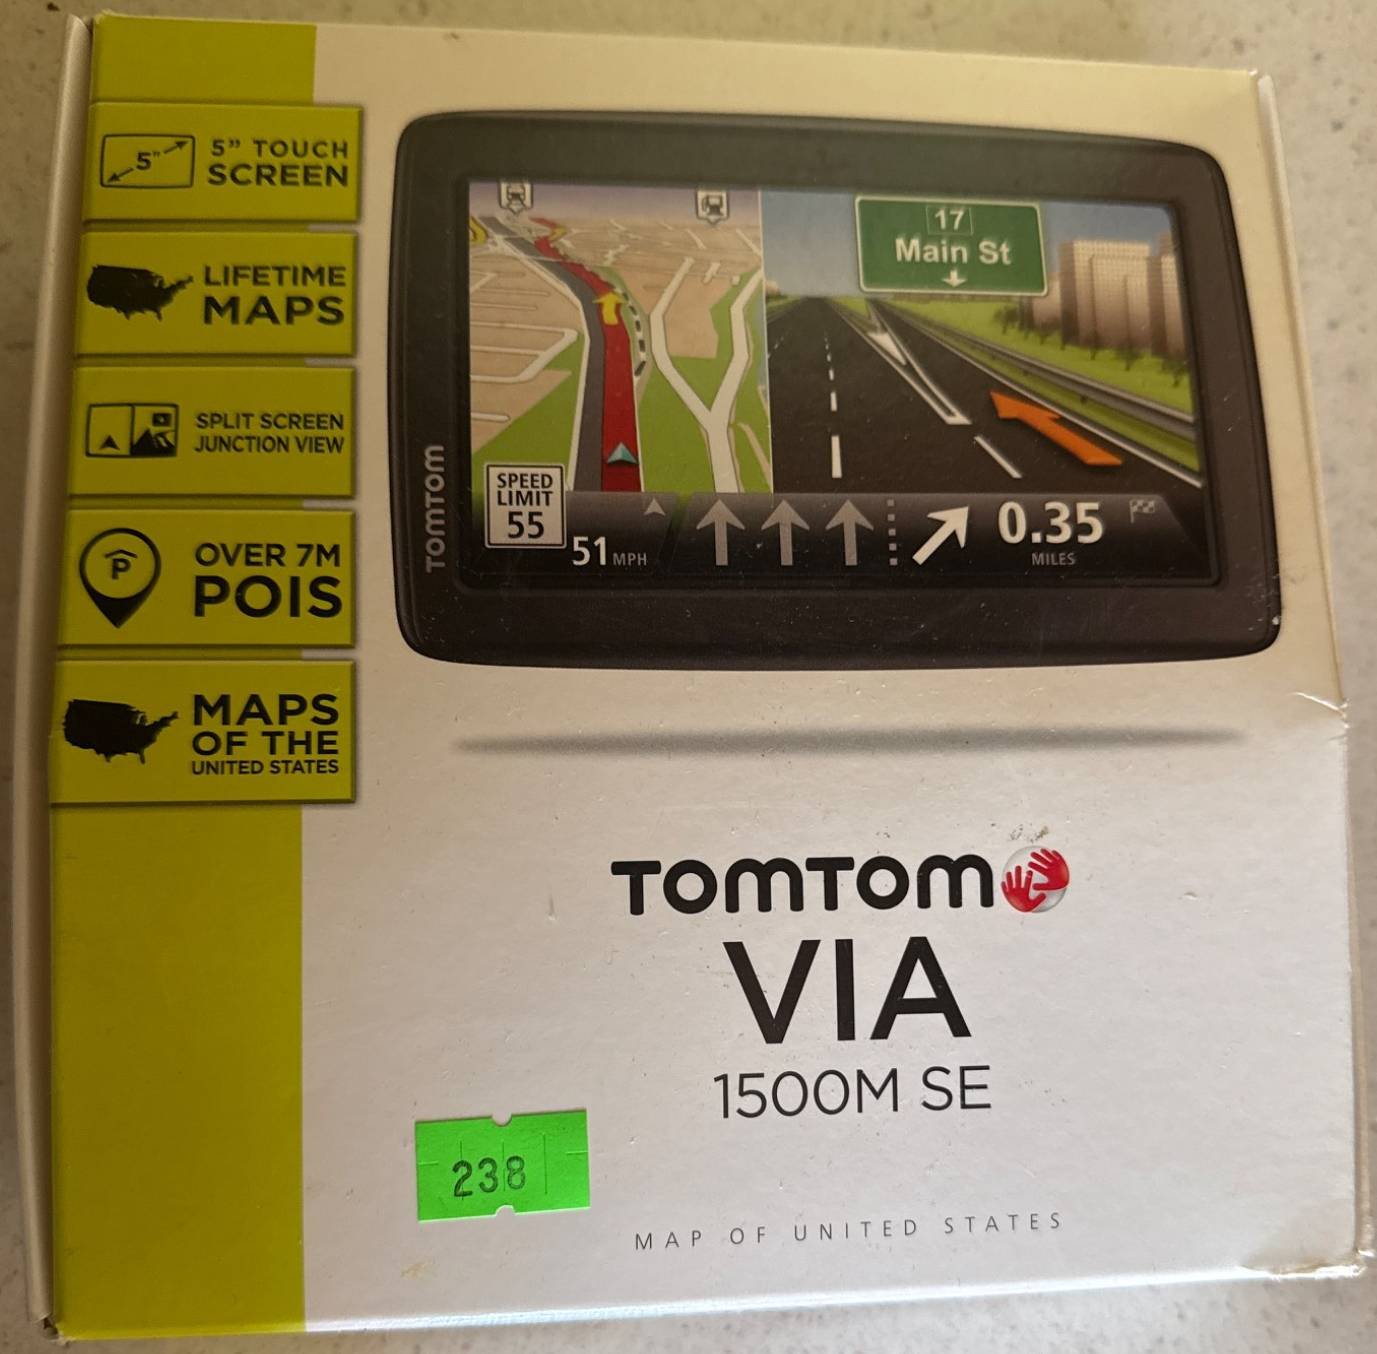 5"
5" TOUCH
SCREEN
LIFETIME
MAPS
SPLIT SCREEN
JUNCTION VIEW
P
OVER 7M
POIS
MAPS
OF THE
UNITED STATES
TOMTOM
17
Main St
SPEED
LIMIT
55
51 MPH
0.35
MILES
TOMTOM
VIA
1500M SE
238
MAP OF UNITED STATES